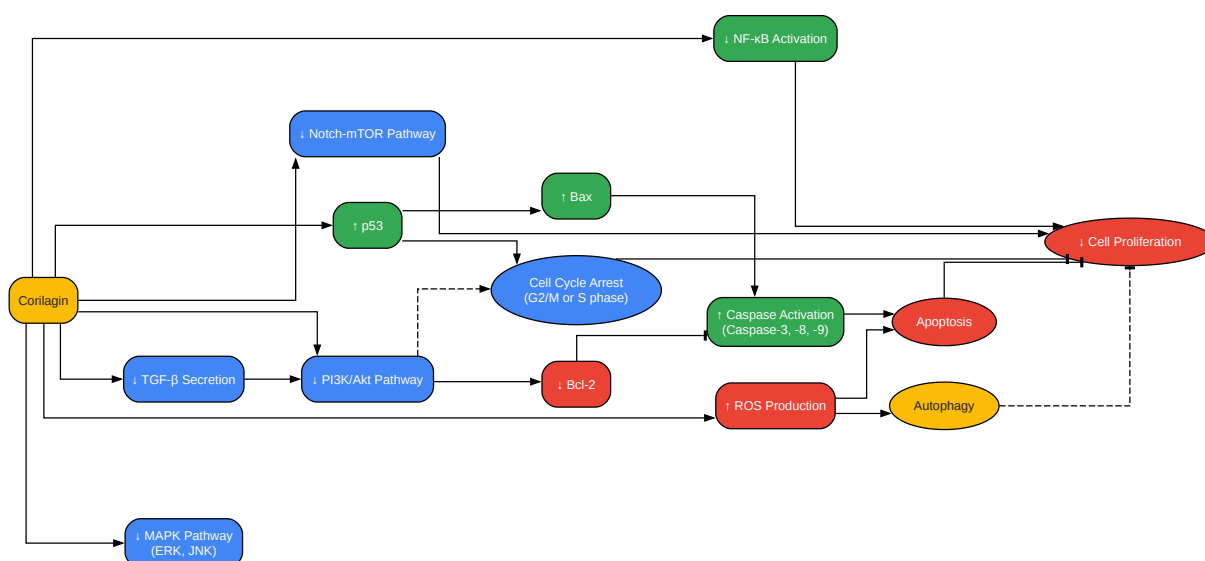 ↓ NF-κB Activation
↓ Notch-mTOR Pathway
↑ Bax
↑ p53
↓ Cell Proliferation
Cell Cycle Arrest
(G2/M or S phase)
Corilagin
↑ Caspase Activation
(Caspase-3, -8, -9)
Apoptosis
↓ TGF-β Secretion
↓ PI3K/Akt Pathway
↓ Bcl-2
↑ ROS Production
Autophagy
↓ MAPK Pathway
(ERK, JNK)